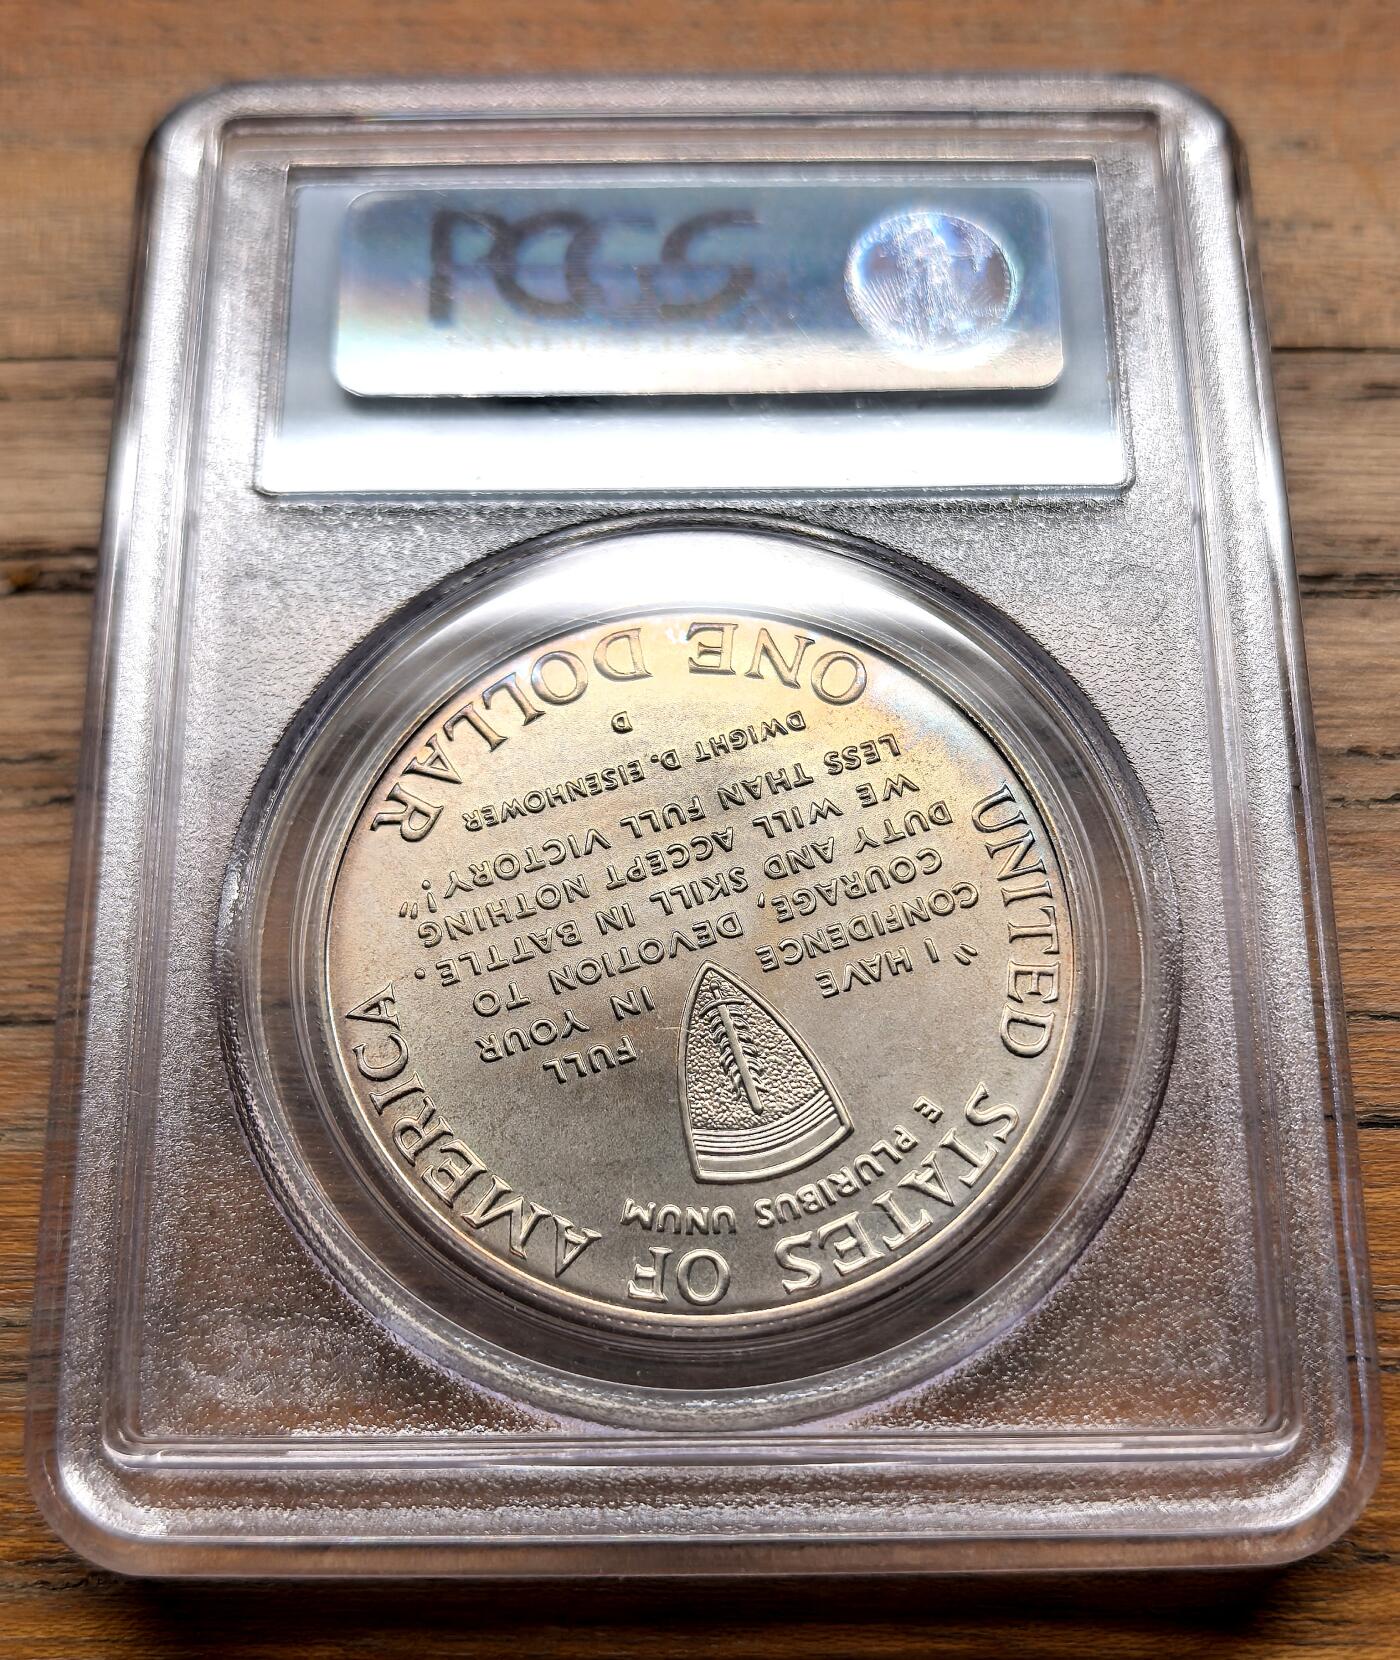 PCGS
UNITED STATES OF AMERICA
E PLURIBUS UNUM
"I HAVE FULL
CONFIDENCE IN YOUR
COURAGE, DEVOTION TO
DUTY AND SKILL IN BATTLE.
WE WILL ACCEPT NOTHING
LESS THAN FULL VICTORY!"
DWIGHT D. EISENHOWER
D
ONE DOLLAR